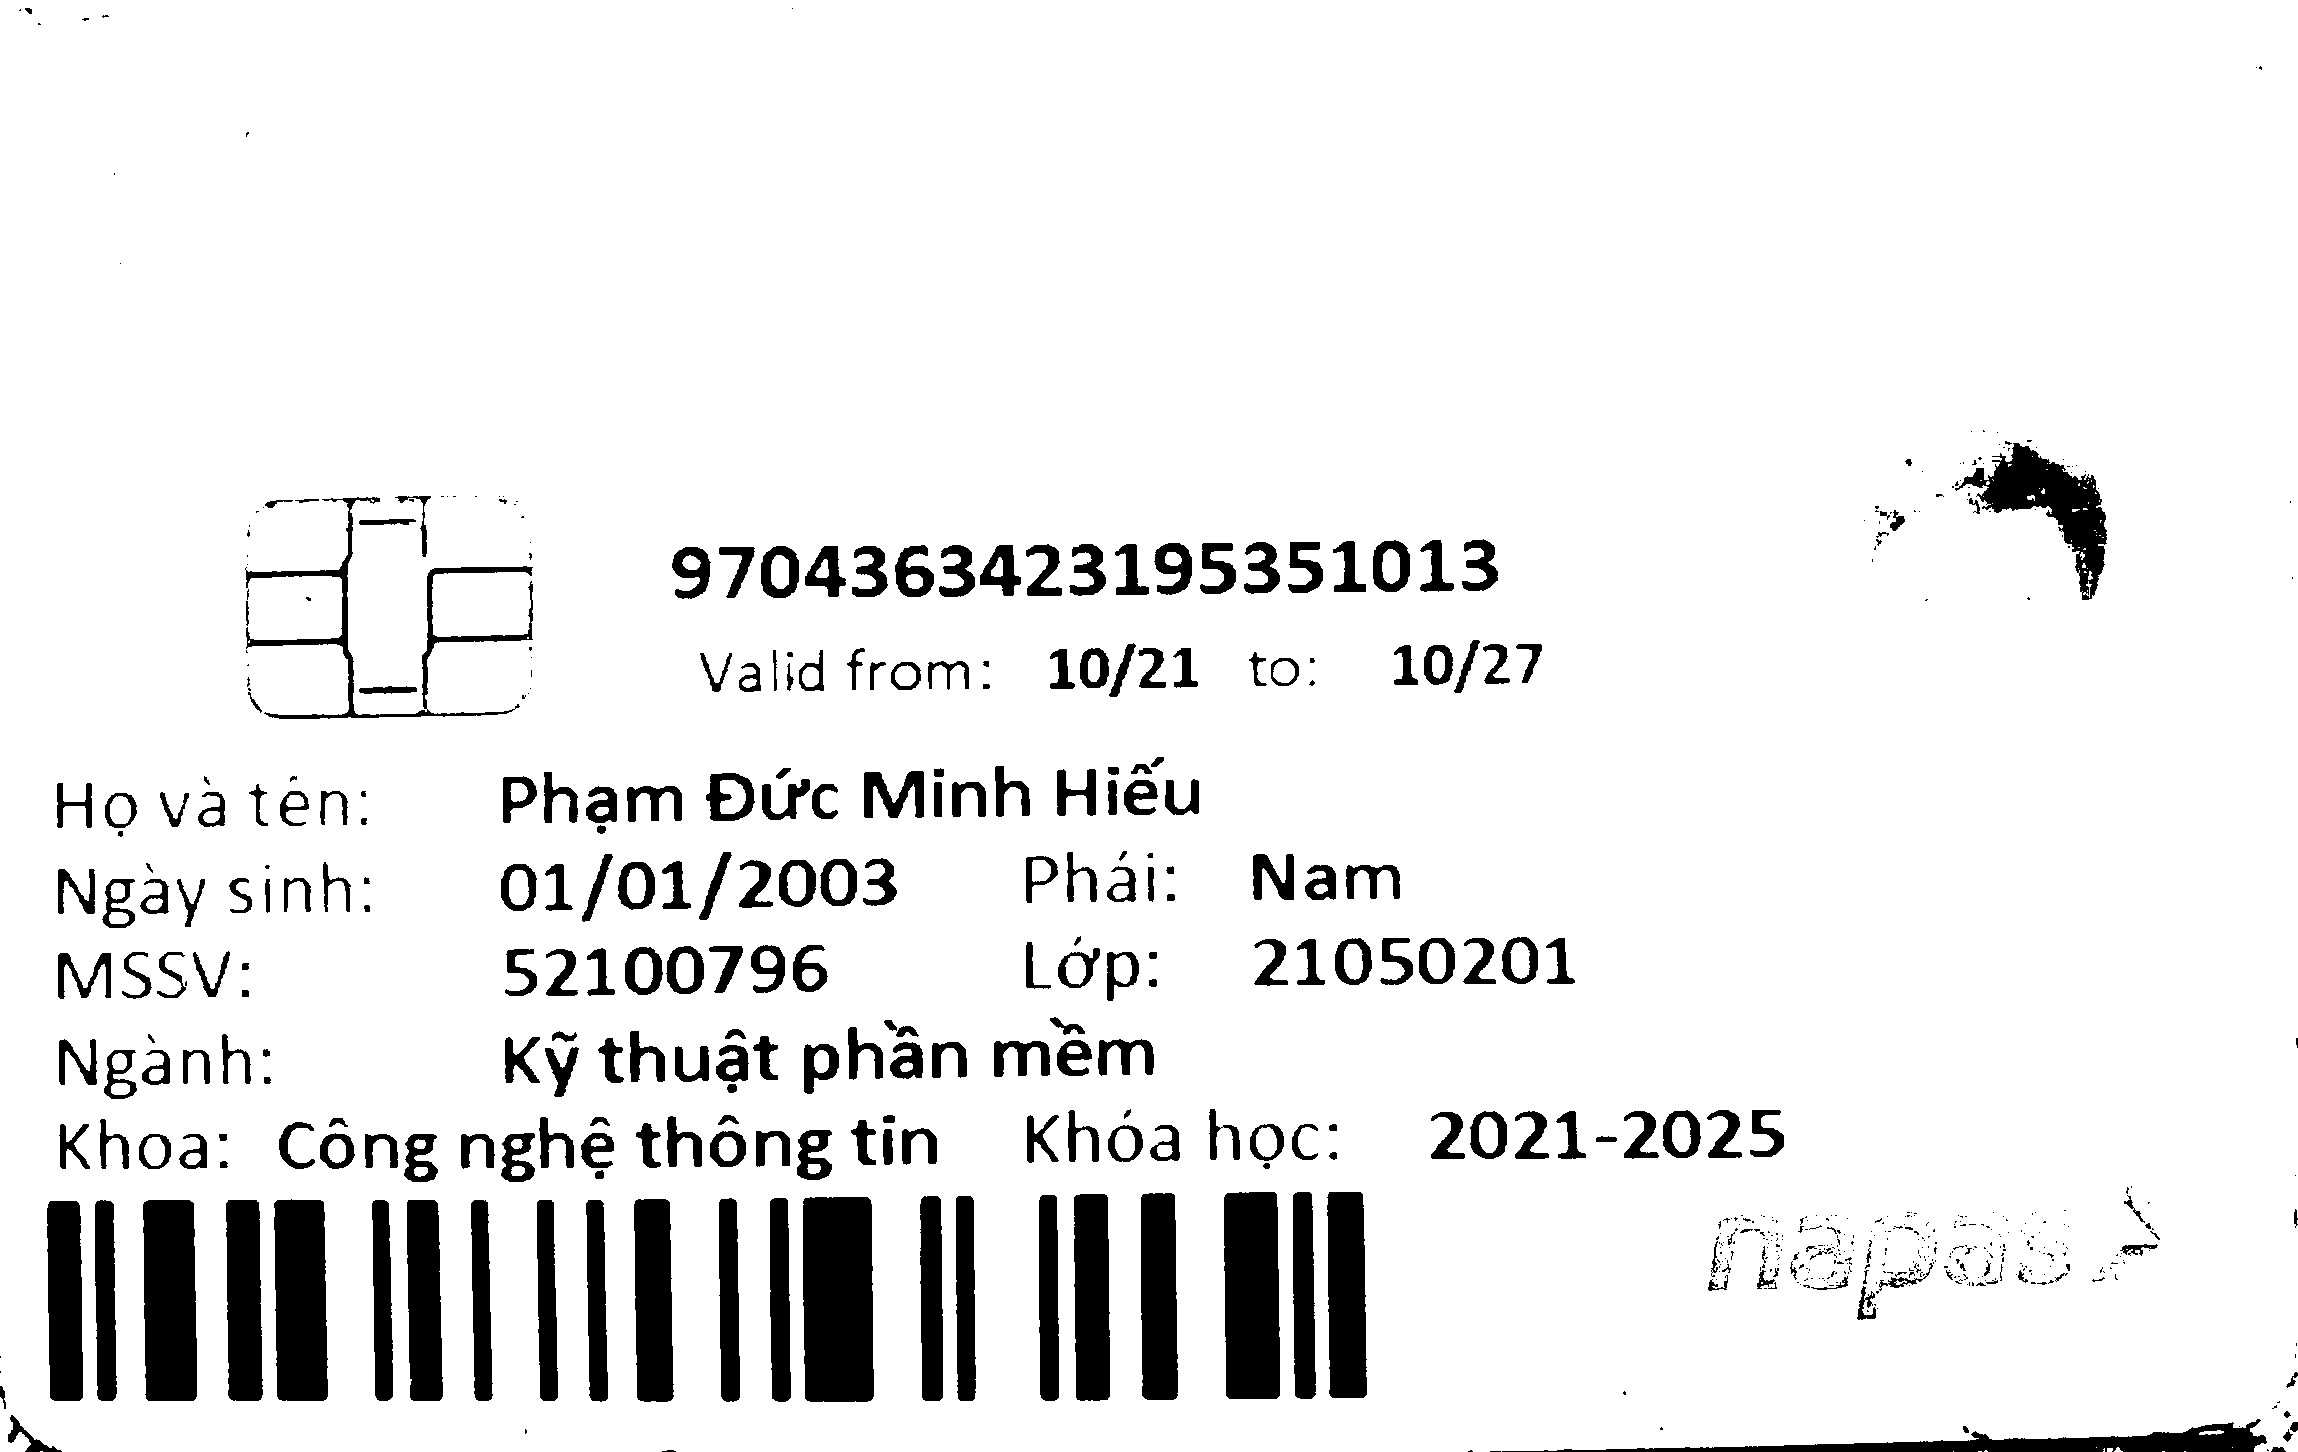 9704363423195351013
Valid from: 10/21 to: 10/27
Họ và tên: Phạm Đức Minh Hiếu
Ngày sinh: 01/01/2003 Phái: Nam
MSSV: 52100796 Lớp: 21050201
Ngành: Kỹ thuật phần mềm
Khoa: Công nghệ thông tin Khóa học: 2021-2025
napas